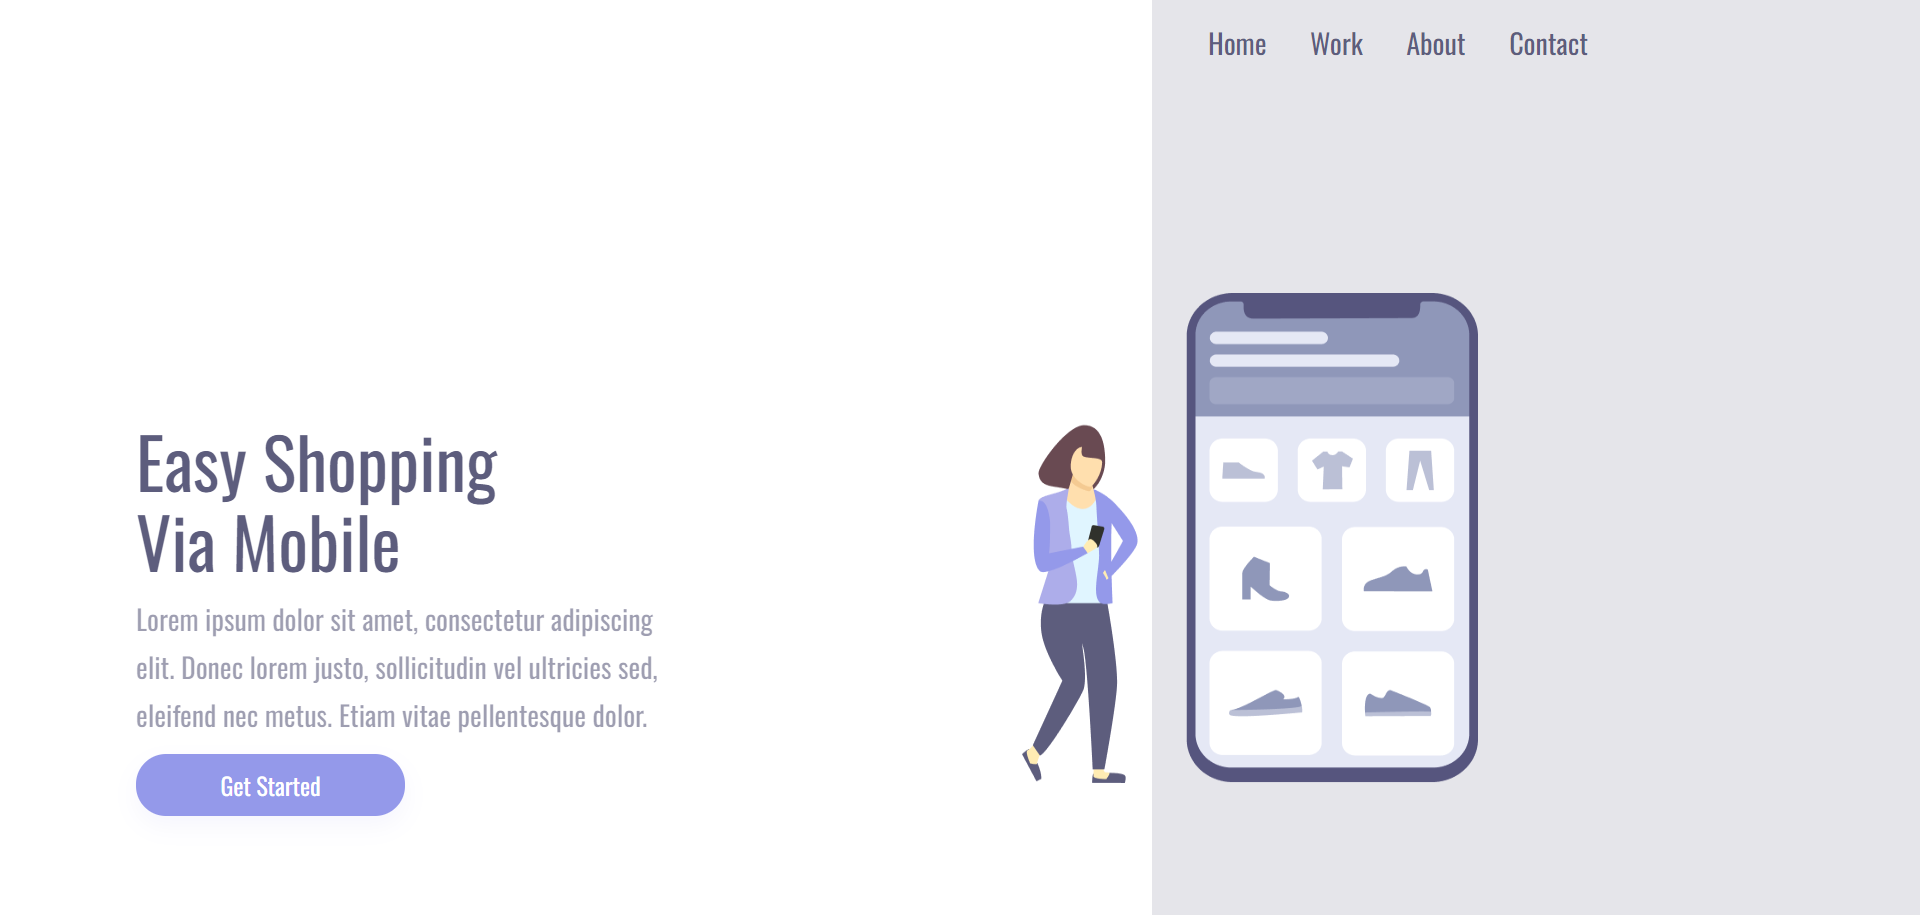 Home Work About Contact
Easy Shopping
Via Mobile
Lorem ipsum dolor sit amet, consectetur adipiscing
elit. Donec lorem justo, sollicitudin vel ultricies sed,
eleifend nec metus. Etiam vitae pellentesque dolor.
Get Started